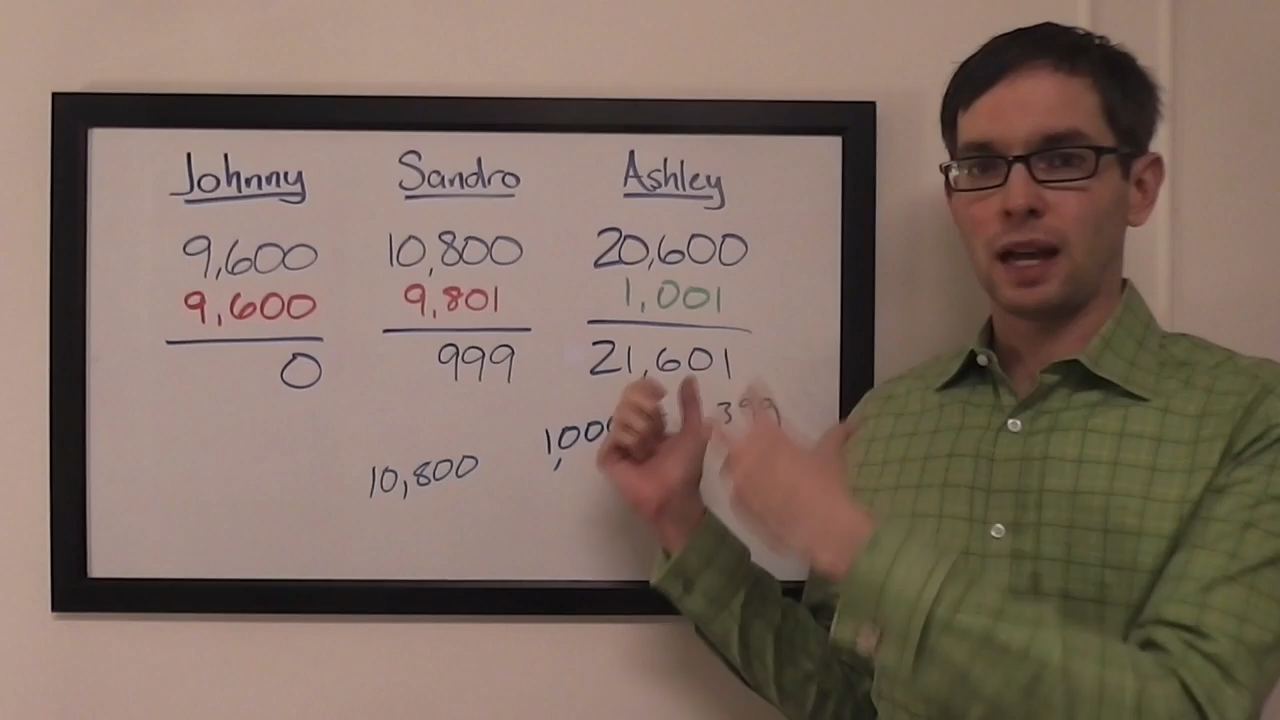 Johnny Sandro Ashley
9,600 10,800 20,600
9,600 9,801 1,001
0 999 21,601
399
10,800